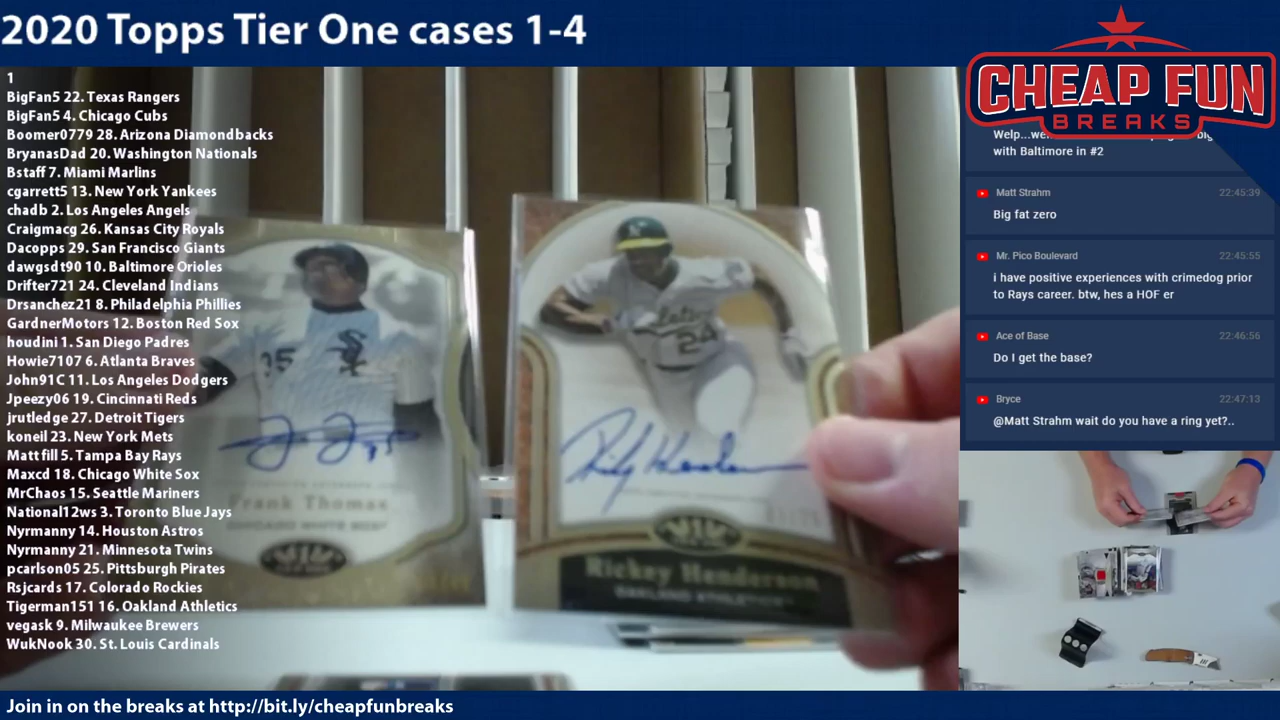 2020 Topps Tier One cases 1-4
1
BigFan5 22. Texas Rangers
BigFan5 4. Chicago Cubs
Boomer0779 28. Arizona Diamondbacks
BryanasDad 20. Washington Nationals
Bstaff 7. Miami Marlins
cgarrett5 13. New York Yankees
chadb 2. Los Angeles Angels
Craigmacg 26. Kansas City Royals
Dacopps 29. San Francisco Giants
dawgsdt90 10. Baltimore Orioles
Drifter721 24. Cleveland Indians
Drsanchez21 8. Philadelphia Phillies
GardnerMotors 12. Boston Red Sox
houdini 1. San Diego Padres
Howie7107 6. Atlanta Braves
John91C 11. Los Angeles Dodgers
Jpeezy06 19. Cincinnati Reds
jrutledge 27. Detroit Tigers
koneil 23. New York Mets
Matt fill 5. Tampa Bay Rays
Maxcd 18. Chicago White Sox
MrChaos 15. Seattle Mariners
National12ws 3. Toronto Blue Jays
Nyrmanny 14. Houston Astros
Nyrmanny 21. Minnesota Twins
pcarlson05 25. Pittsburgh Pirates
Rsjcards 17. Colorado Rockies
Tigerman151 16. Oakland Athletics
vegask 9. Milwaukee Brewers
WukNook 30. St. Louis Cardinals
35
Frank Thomas
CHICAGO WHITE SOX
24
Rickey Henderson
OAKLAND ATHLETICS
CHEAP FUN
BREAKS
with Baltimore in #2
Matt Strahm 22:45:39
Big fat zero
Mr. Pico Boulevard 22:45:55
i have positive experiences with crimedog prior
to Rays career. btw, hes a HOF er
Ace of Base 22:46:56
Do I get the base?
Bryce 22:47:13
@Matt Strahm wait do you have a ring yet?..
Join in on the breaks at http://bit.ly/cheapfunbreaks